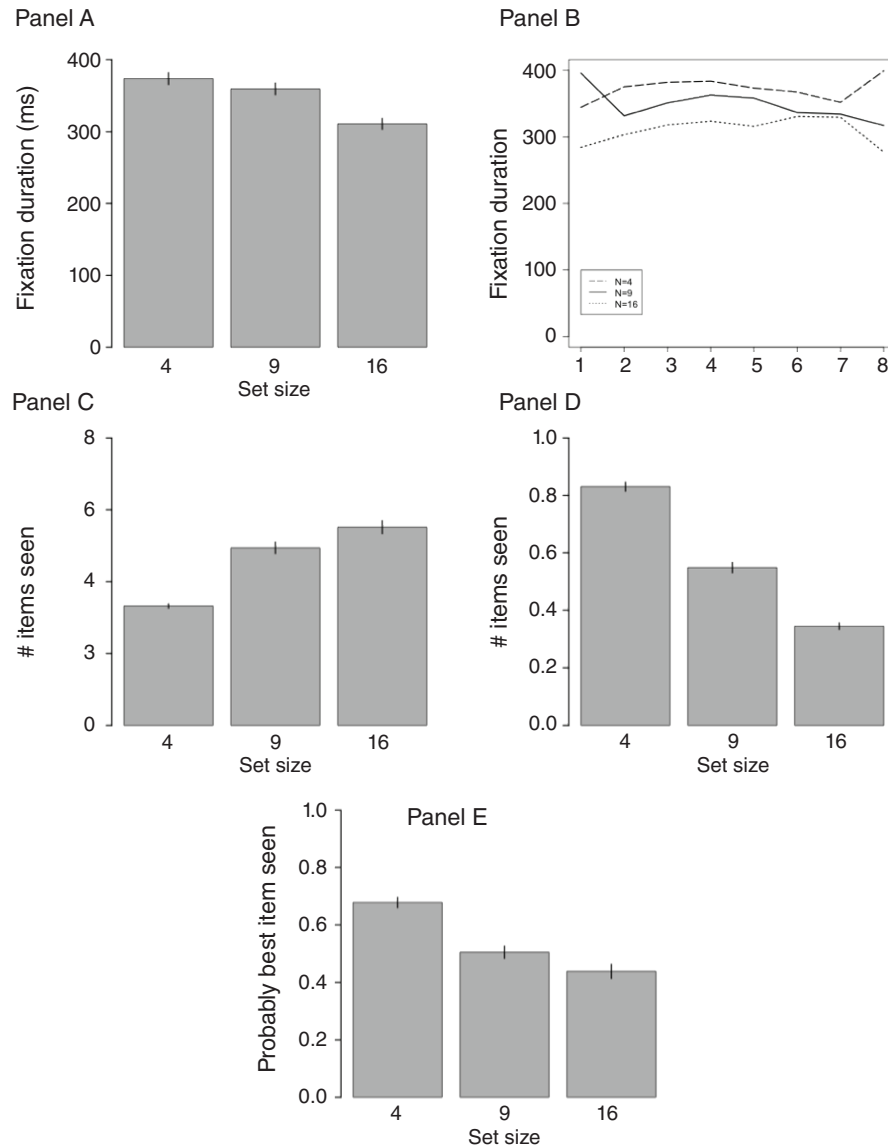 Panel A
Fixation duration (ms)
400
300
200
100
0
4 9 16
Set size
Panel B
Fixation duration
400
300
200
100
0
N=4
N=9
N=16
1 2 3 4 5 6 7 8
Panel C
# items seen
8
6
4
3
0
4 9 16
Set size
Panel D
# items seen
1.0
0.8
0.6
0.4
0.2
0.0
4 9 16
Set size
Panel E
Probably best item seen
1.0
0.8
0.6
0.4
0.2
0.0
4 9 16
Set size